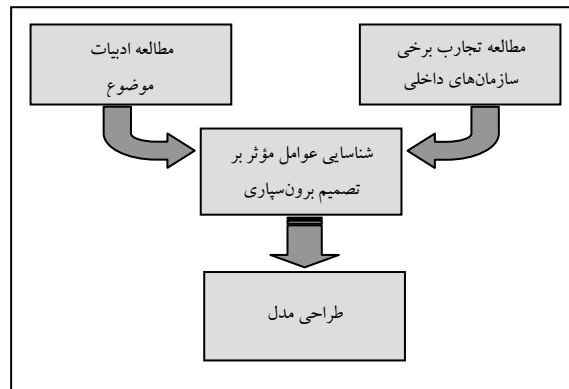 مطالعه تجارب برخی
سازمان‌های داخلی
مطالعه ادبیات
موضوع
شناسایی عوامل مؤثر بر
تصمیم برون‌سپاری
طراحی مدل